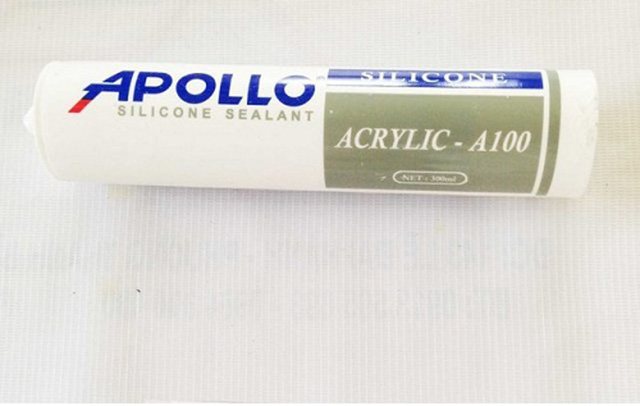 APOLLO
SILICONE SEALANT
SILICONE
ACRYLIC - A100
NET : 300ml